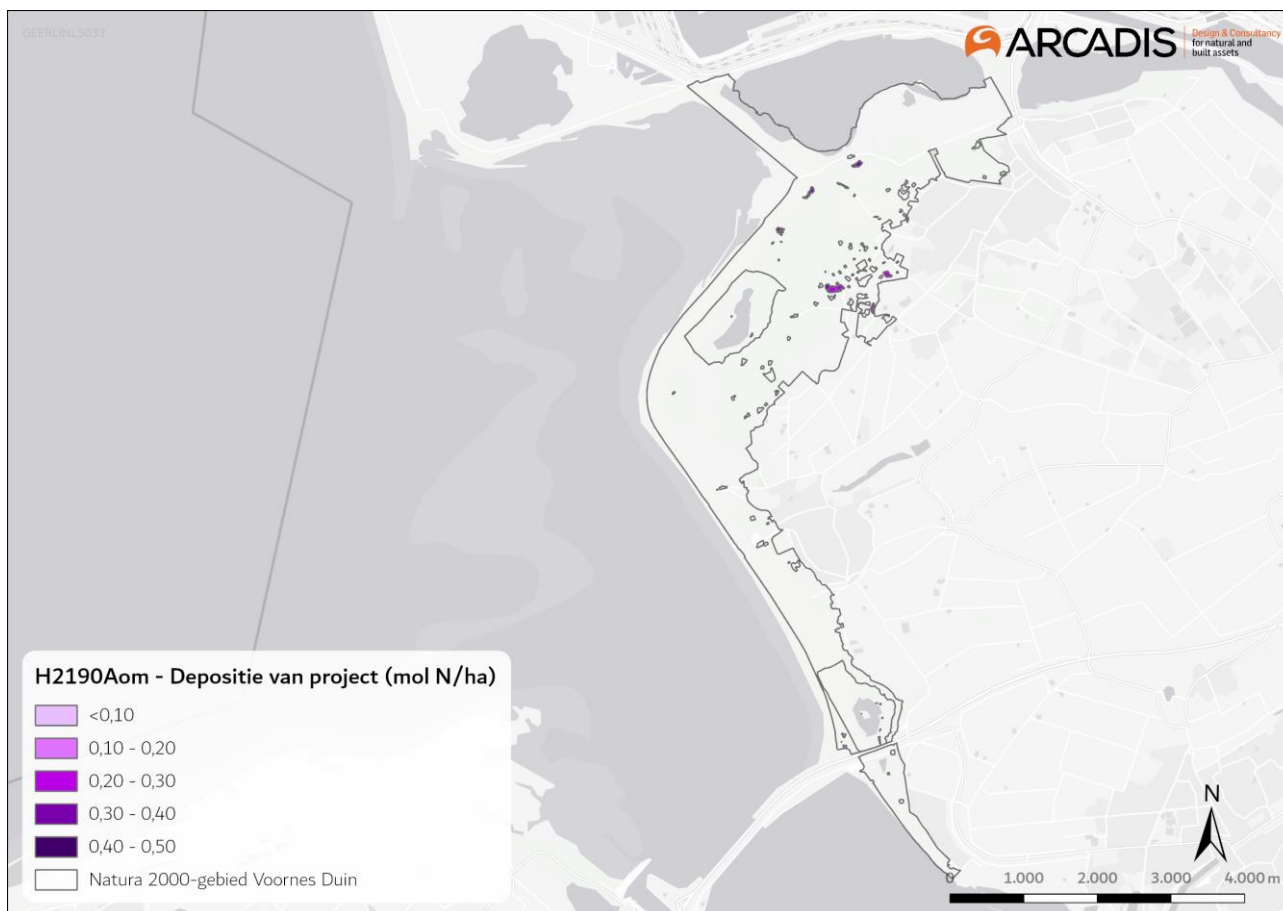 GEERLINL5033
ARCADIS
Design & Consultancy
for natural and
built assets
H2190Aom - Depositie van project (mol N/ha)
<0,10
0,10 - 0,20
0,20 - 0,30
0,30 - 0,40
0,40 - 0,50
Natura 2000-gebied Voornes Duin
N
0 1.000 2.000 3.000 4.000 m